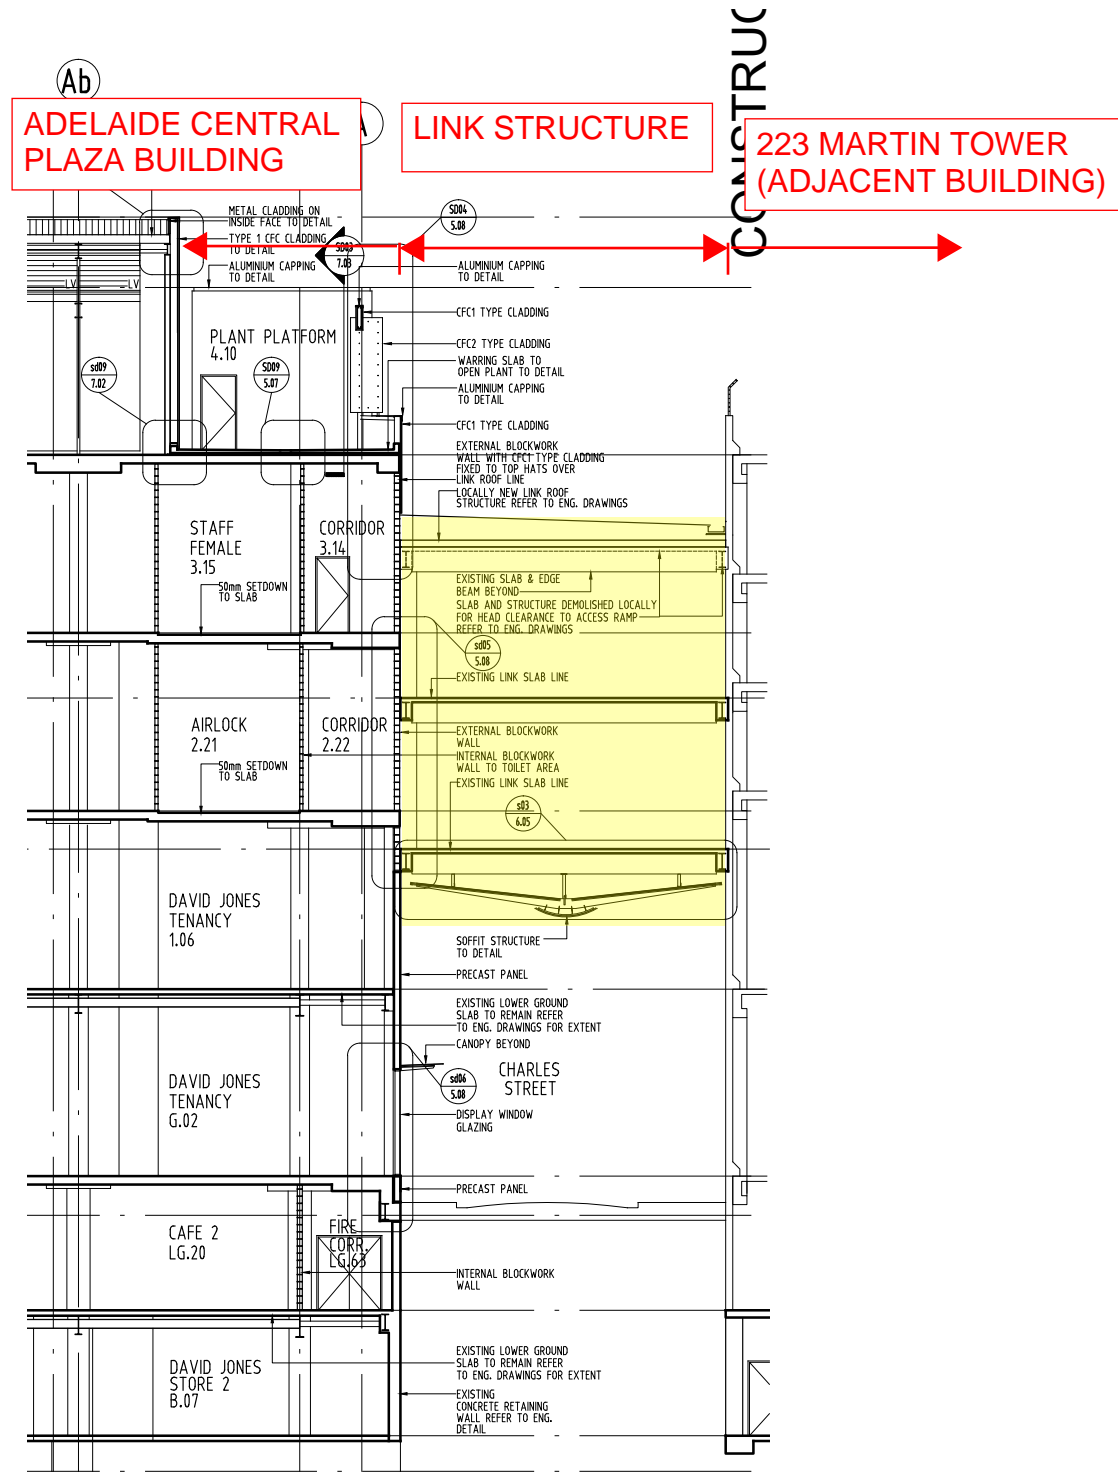 CONSTRUC
Ab
ADELAIDE CENTRAL
PLAZA BUILDING
LINK STRUCTURE
223 MARTIN TOWER
(ADJACENT BUILDING)
METAL CLADDING ON
INSIDE FACE TO DETAIL
TYPE 1 CFC CLADDING
TO DETAIL
ALUMINIUM CAPPING
TO DETAIL
SD04
5.08
SD03
7.03
LV
LV
ALUMINIUM CAPPING
TO DETAIL
CFC1 TYPE CLADDING
PLANT PLATFORM
4.10
CFC2 TYPE CLADDING
WARRING SLAB TO
OPEN PLANT TO DETAIL
sd09
7.02
SD09
5.07
ALUMINIUM CAPPING
TO DETAIL
CFC1 TYPE CLADDING
EXTERNAL BLOCKWORK
WALL WITH CFC1 TYPE CLADDING
FIXED TO TOP HATS OVER
LINK ROOF LINE
LOCALLY NEW LINK ROOF
STRUCTURE REFER TO ENG. DRAWINGS
STAFF
FEMALE
3.15
CORRIDOR
3.14
50mm SETDOWN
TO SLAB
EXISTING SLAB & EDGE
BEAM BEYOND
SLAB AND STRUCTURE DEMOLISHED LOCALLY
FOR HEAD CLEARANCE TO ACCESS RAMP
REFER TO ENG. DRAWINGS
sd05
5.08
EXISTING LINK SLAB LINE
AIRLOCK
2.21
CORRIDOR
2.22
EXTERNAL BLOCKWORK
WALL
INTERNAL BLOCKWORK
WALL TO TOILET AREA
50mm SETDOWN
TO SLAB
EXISTING LINK SLAB LINE
s03
6.05
DAVID JONES
TENANCY
1.06
SOFFIT STRUCTURE
TO DETAIL
PRECAST PANEL
EXISTING LOWER GROUND
SLAB TO REMAIN REFER
TO ENG. DRAWINGS FOR EXTENT
CANOPY BEYOND
CHARLES
STREET
DAVID JONES
TENANCY
G.02
sd06
5.08
DISPLAY WINDOW
GLAZING
PRECAST PANEL
CAFE 2
LG.20
FIRE
CORR.
LG.63
INTERNAL BLOCKWORK
WALL
DAVID JONES
STORE 2
B.07
EXISTING LOWER GROUND
SLAB TO REMAIN REFER
TO ENG. DRAWINGS FOR EXTENT
EXISTING
CONCRETE RETAINING
WALL REFER TO ENG.
DETAIL